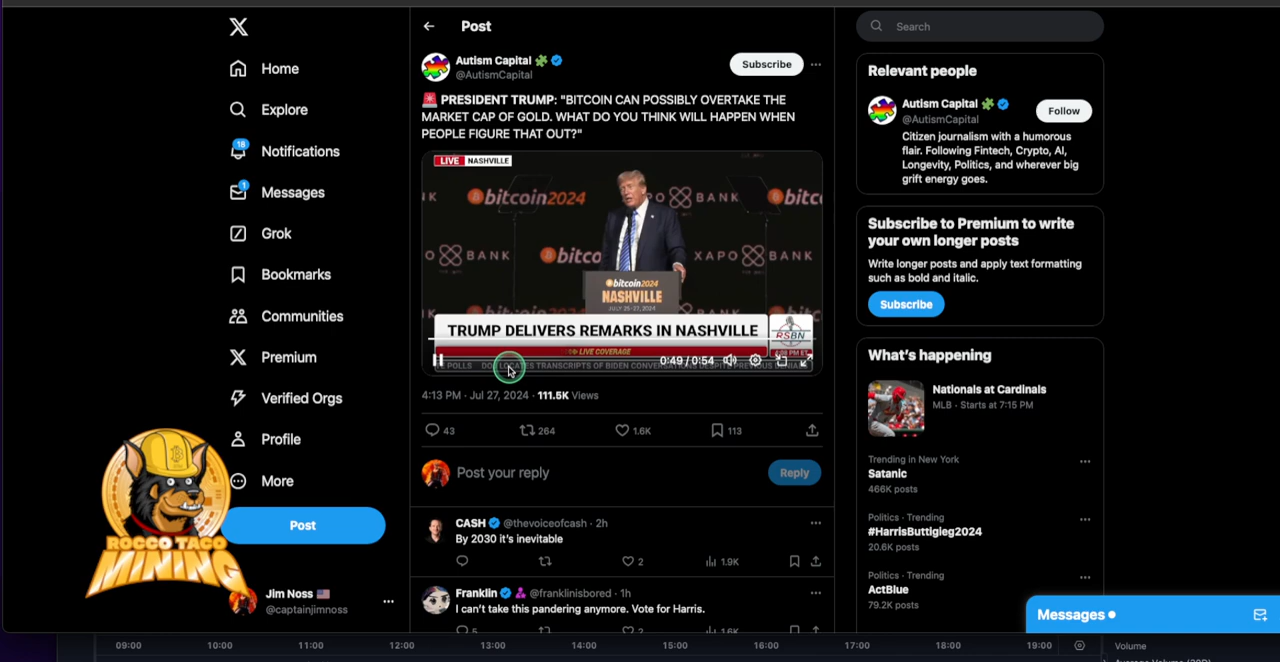 Home
Explore
18
Notifications
1
Messages
Grok
Bookmarks
Communities
Premium
Verified Orgs
Profile
More
Post
ROCCO TACO
MINING
Jim Noss
@captainjimnoss
Post
Autism Capital
@AutismCapital
Subscribe
PRESIDENT TRUMP: "BITCOIN CAN POSSIBLY OVERTAKE THE
MARKET CAP OF GOLD. WHAT DO YOU THINK WILL HAPPEN WHEN
PEOPLE FIGURE THAT OUT?"
LIVE NASHVILLE
bitcoin2024
BANK
XAPO BANK
bitcoin2024
NASHVILLE
JULY 25-27, 2024
TRUMP DELIVERS REMARKS IN NASHVILLE
RSBN
LIVE COVERAGE
0:49 / 0:54
TRANSCRIPTS OF BIDEN CONVERSATIONS DESPITE PREVIOUS
4:13 PM · Jul 27, 2024 · 111.5K Views
43
264
1.6K
113
Post your reply
Reply
CASH @thevoiceofcash · 2h
By 2030 it's inevitable
2
1.9K
Franklin @franklinisbored · 1h
I can't take this pandering anymore. Vote for Harris.
5
2
1.6K
Search
Relevant people
Autism Capital
@AutismCapital
Follow
Citizen journalism with a humorous
flair. Following Fintech, Crypto, AI,
Longevity, Politics, and wherever big
grift energy goes.
Subscribe to Premium to write
your own longer posts
Write longer posts and apply text formatting
such as bold and italic.
Subscribe
What's happening
Nationals at Cardinals
MLB · Starts at 7:15 PM
Trending in New York
Satanic
466K posts
Politics · Trending
#HarrisButtigieg2024
20.6K posts
Politics · Trending
ActBlue
79.2K posts
Messages
09:00 10:00 11:00 12:00 13:00 14:00 15:00 16:00 17:00 18:00 19:00
Volume